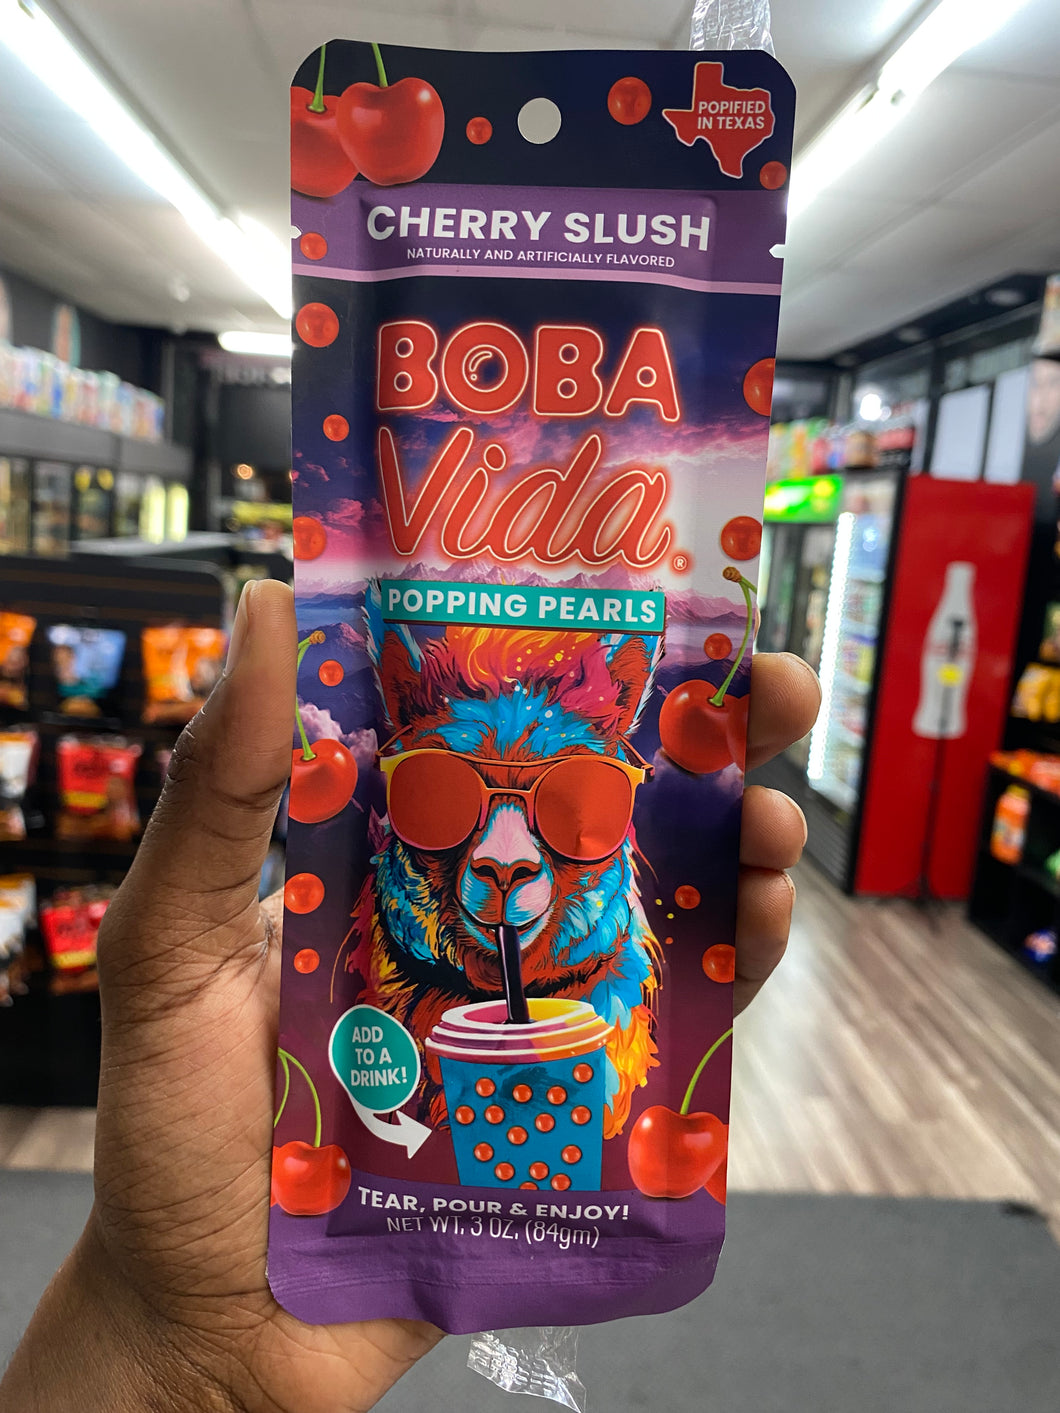 POPIFIED
IN TEXAS
CHERRY SLUSH
NATURALLY AND ARTIFICIALLY FLAVORED
BOBA
Vida®
POPPING PEARLS
ADD
TO A
DRINK!
TEAR, POUR & ENJOY!
NET WT. 3 OZ. (84gm)